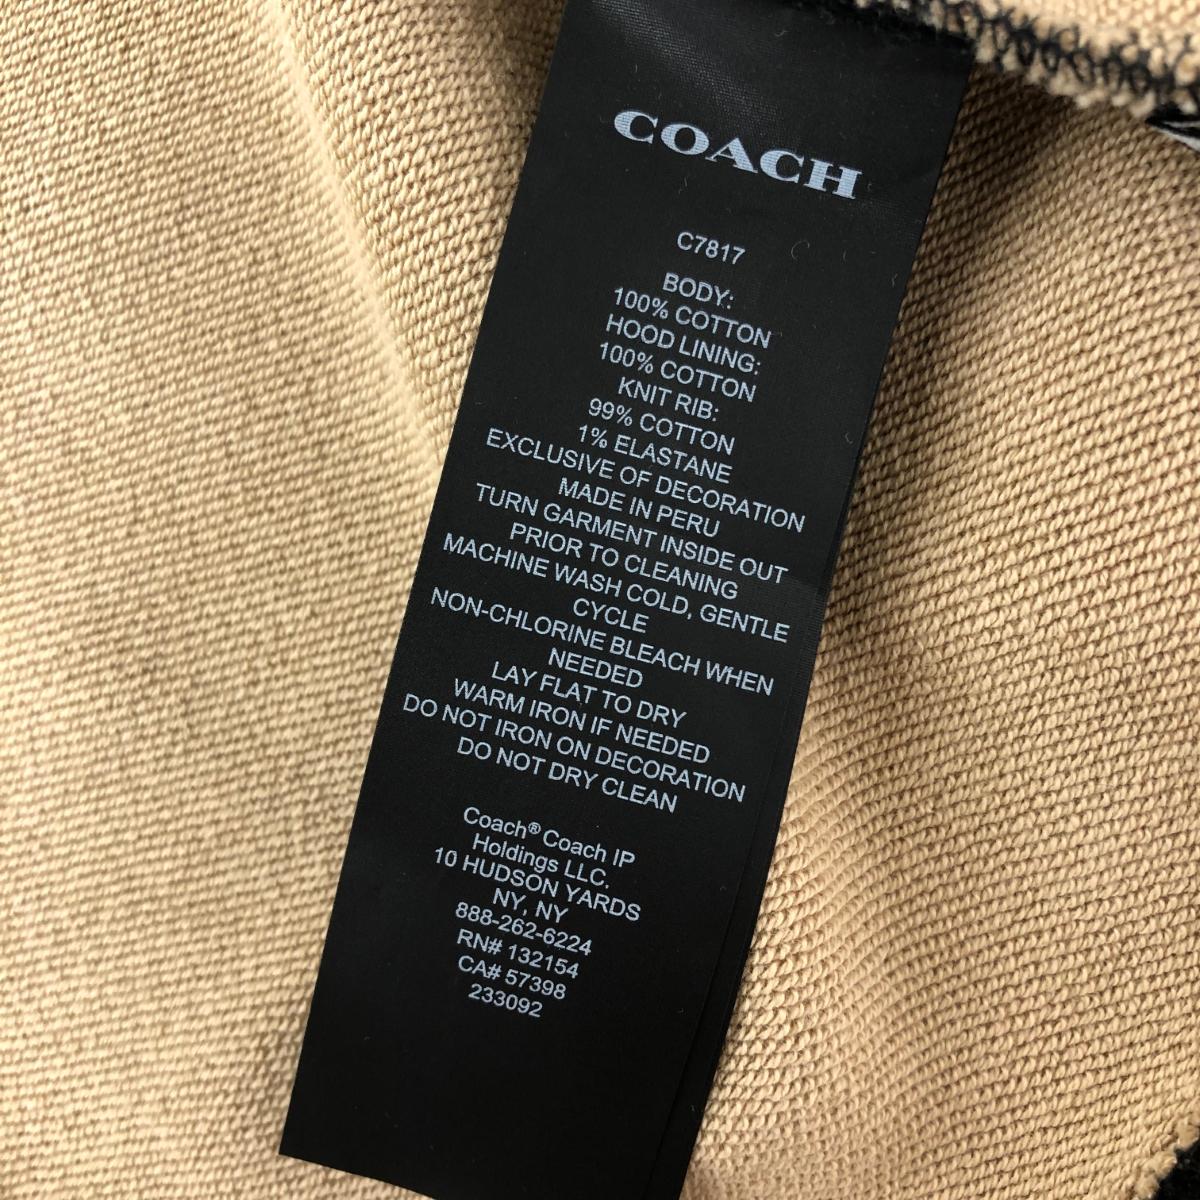 COACH
C7817
BODY:
100% COTTON
HOOD LINING:
100% COTTON
KNIT RIB:
99% COTTON
1% ELASTANE
EXCLUSIVE OF DECORATION
MADE IN PERU
TURN GARMENT INSIDE OUT
PRIOR TO CLEANING
MACHINE WASH COLD, GENTLE
CYCLE
NON-CHLORINE BLEACH WHEN
NEEDED
LAY FLAT TO DRY
WARM IRON IF NEEDED
DO NOT IRON ON DECORATION
DO NOT DRY CLEAN
Coach® Coach IP
Holdings LLC.
10 HUDSON YARDS
NY, NY
888-262-6224
RN# 132154
CA# 57398
233092